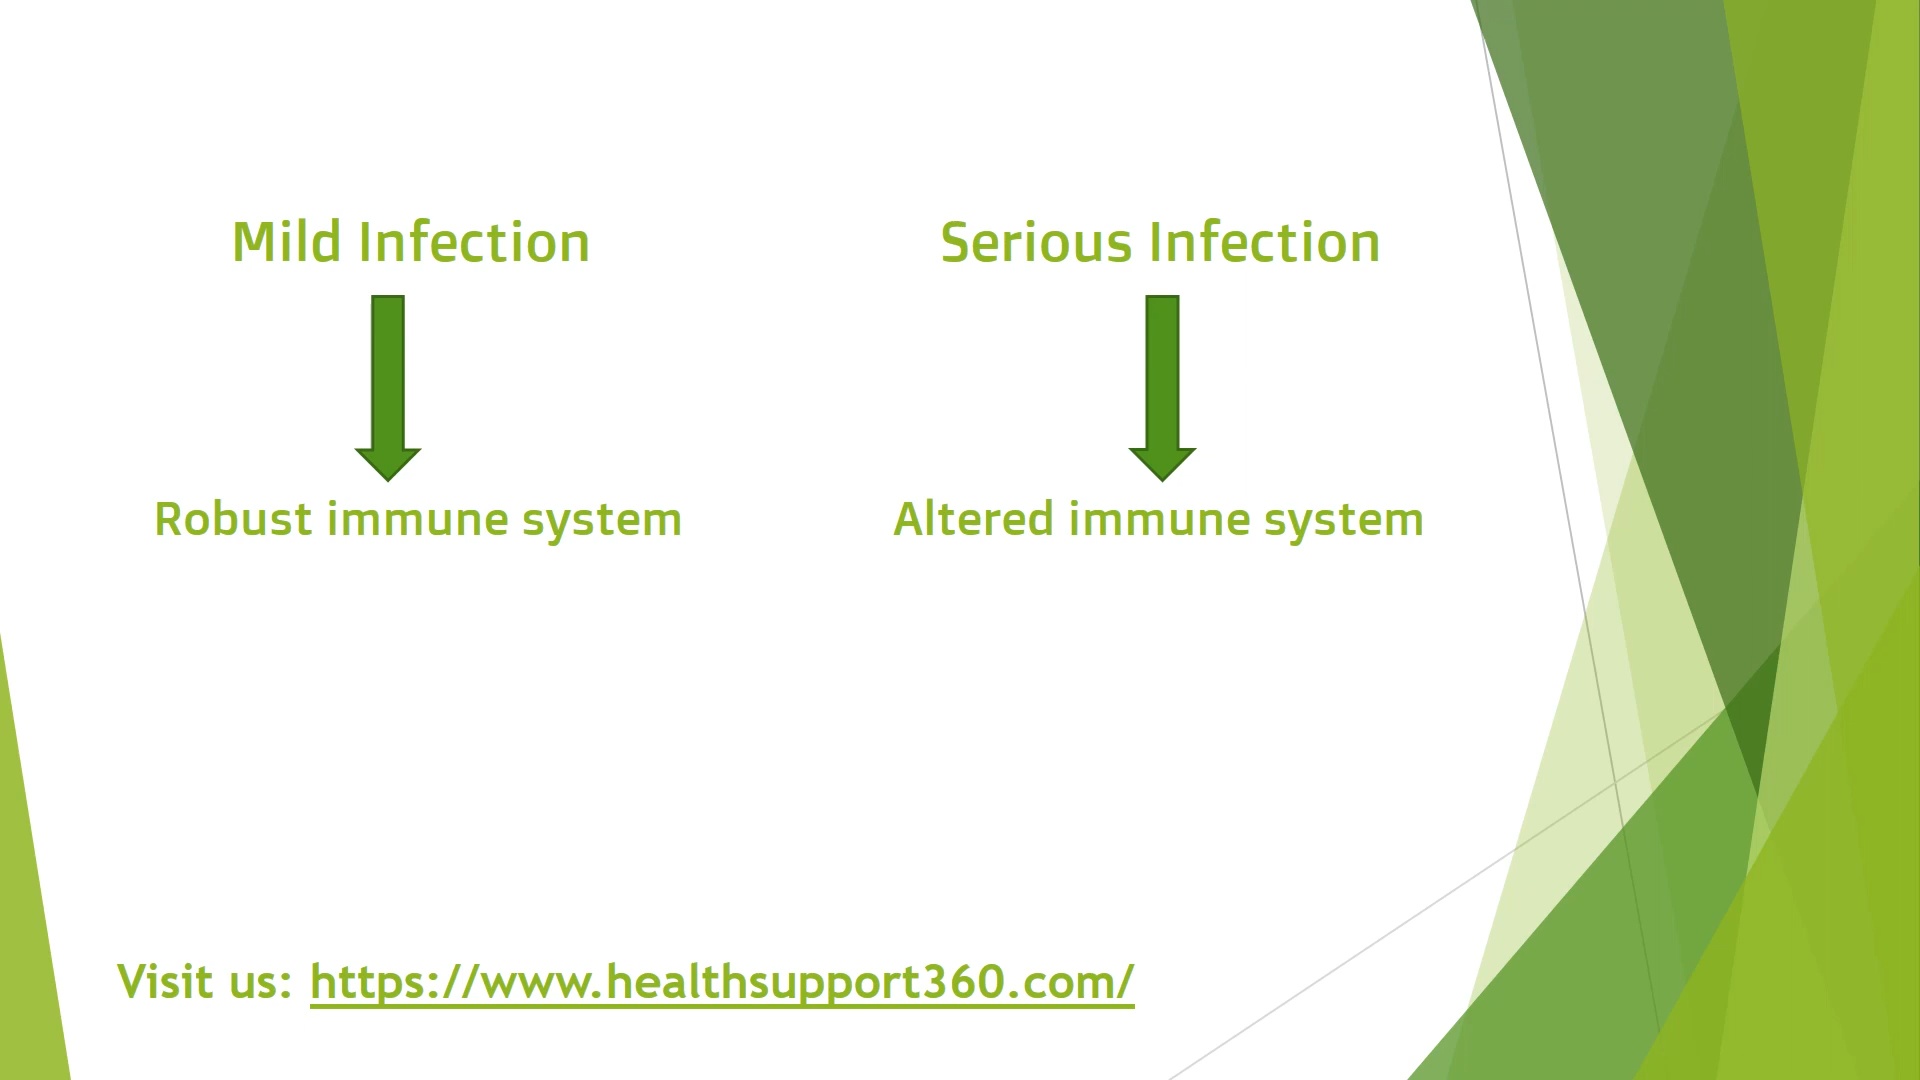 Mild Infection
Serious Infection
Robust immune system
Altered immune system
Visit us: https://www.healthsupport360.com/